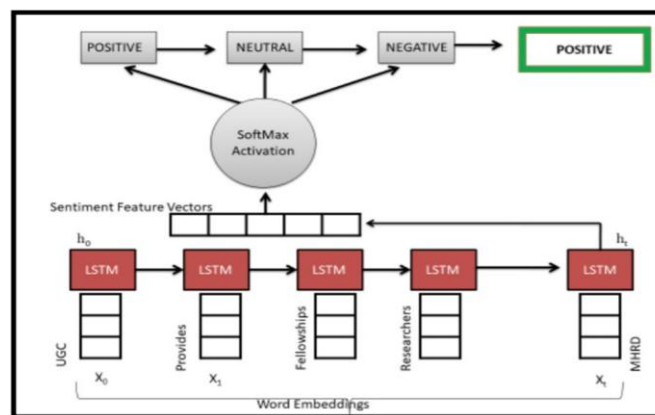 POSITIVE NEUTRAL NEGATIVE POSITIVE
SoftMax
Activation
Sentiment Feature Vectors
h₀ hₜ
LSTM LSTM LSTM LSTM LSTM
UGC Provides Fellowships Researchers MHRD
X₀ X₁ Xₜ
Word Embeddings